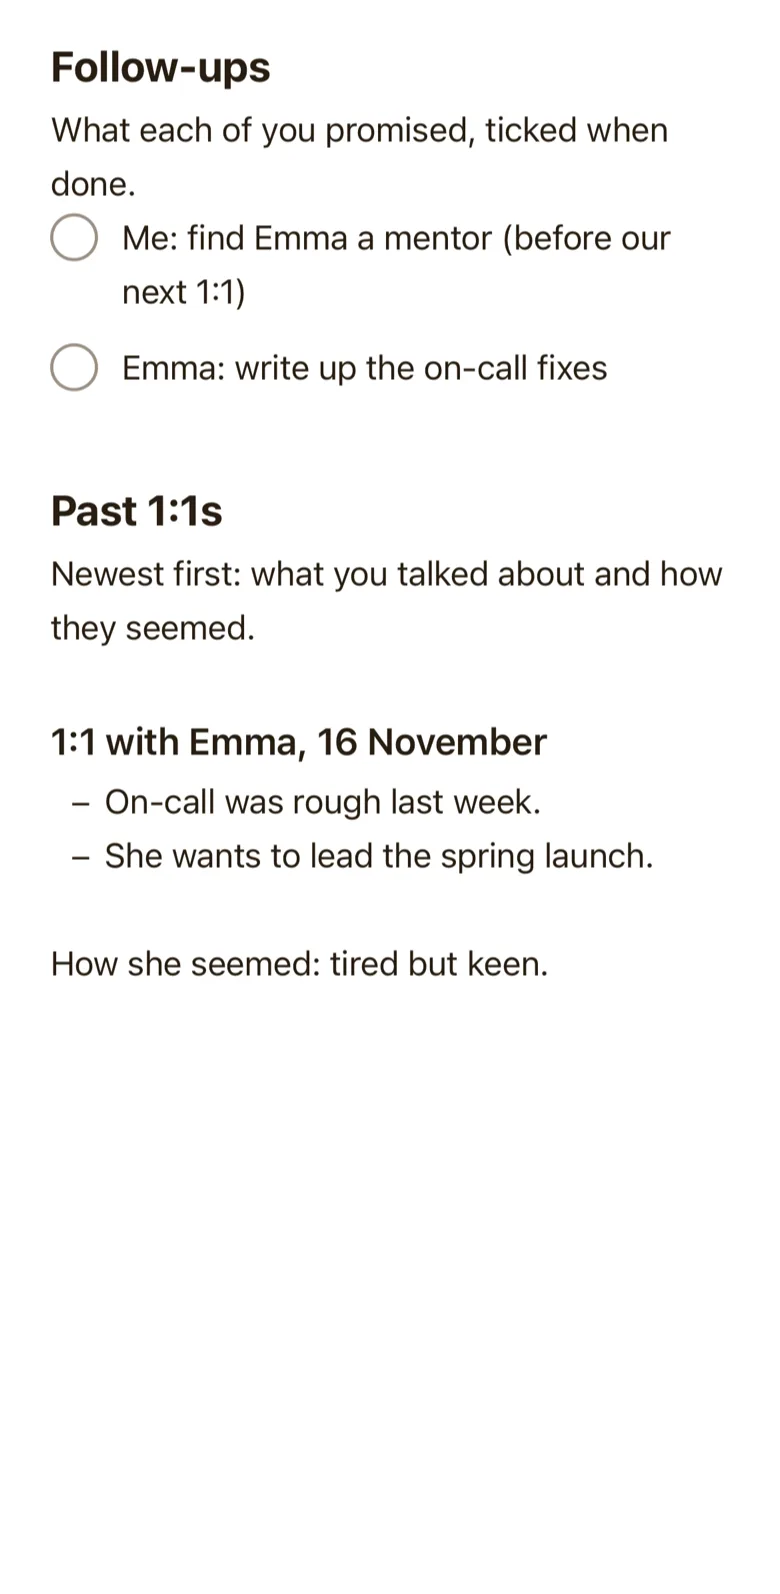 Follow-ups
What each of you promised, ticked when
done.
Me: find Emma a mentor (before our
next 1:1)
Emma: write up the on-call fixes
Past 1:1s
Newest first: what you talked about and how
they seemed.
1:1 with Emma, 16 November
– On-call was rough last week.
– She wants to lead the spring launch.
How she seemed: tired but keen.